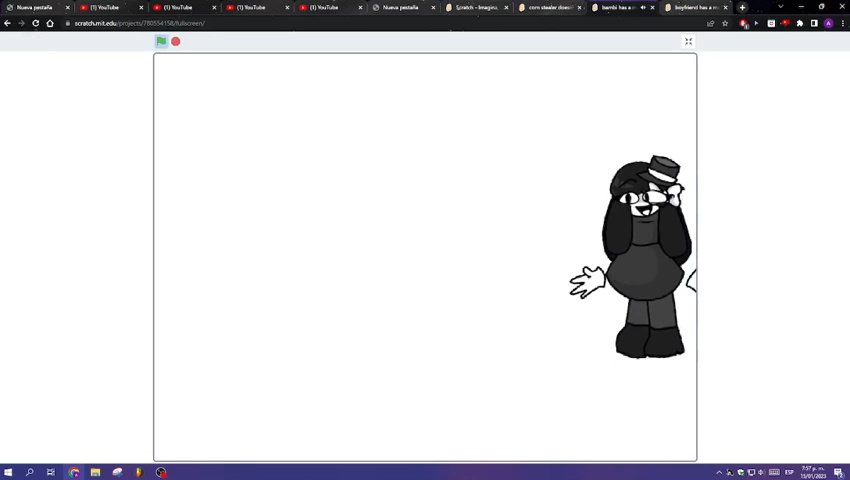 Nueva pestaña
(1) YouTube
(1) YouTube
(1) YouTube
(1) YouTube
Nueva pestaña
Scratch - Imagina,
corn stealer doesn't
bambi has a m
boyfriend has a m
scratch.mit.edu/projects/780554158/fullscreen/
A
ESP
7:57 p. m.
15/01/2023